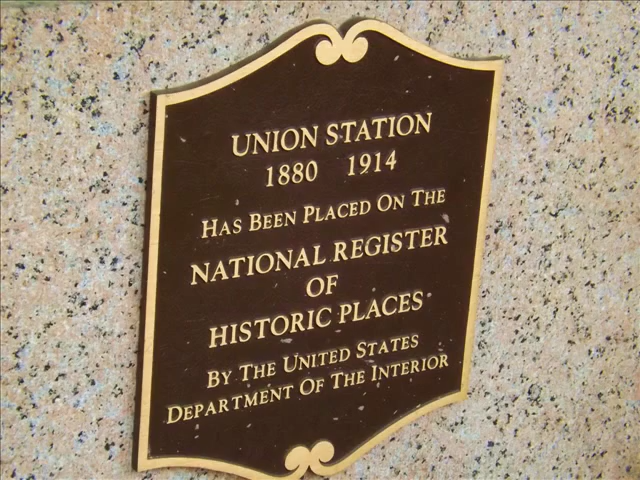 UNION STATION
1880 1914
HAS BEEN PLACED ON THE
NATIONAL REGISTER
OF
HISTORIC PLACES
BY THE UNITED STATES
DEPARTMENT OF THE INTERIOR